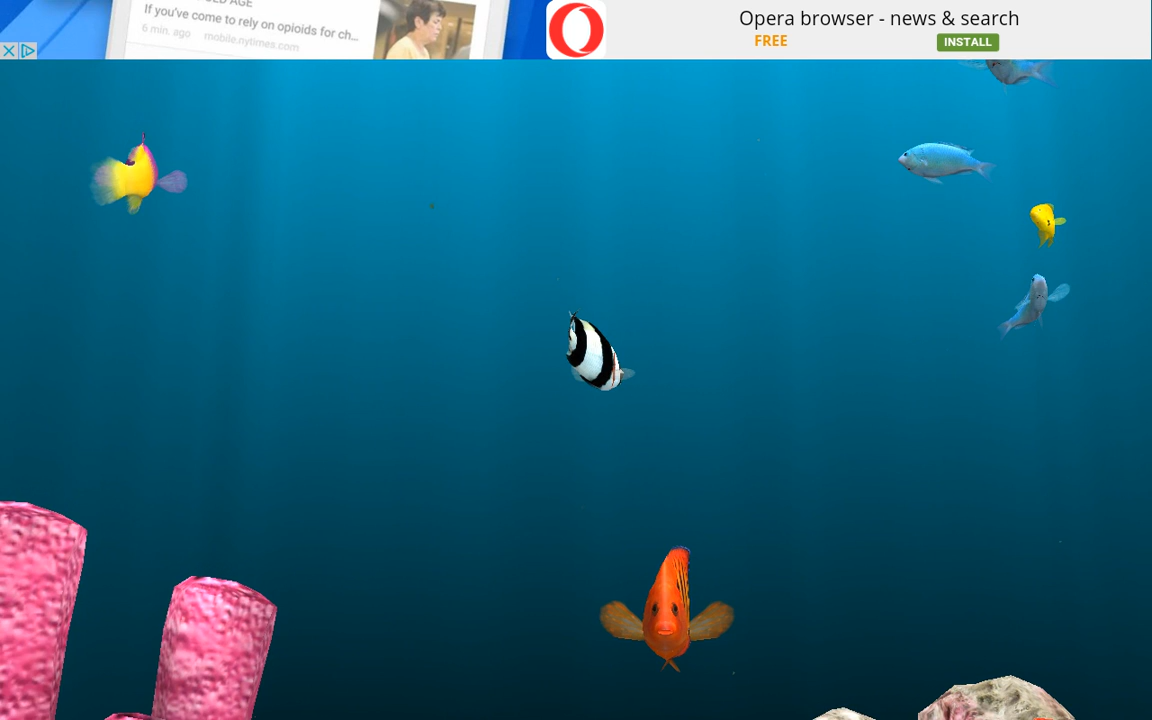 If you've come to rely on opioids for ch...
6 min. ago mobile.nytimes.com
Opera browser - news & search
FREE
INSTALL